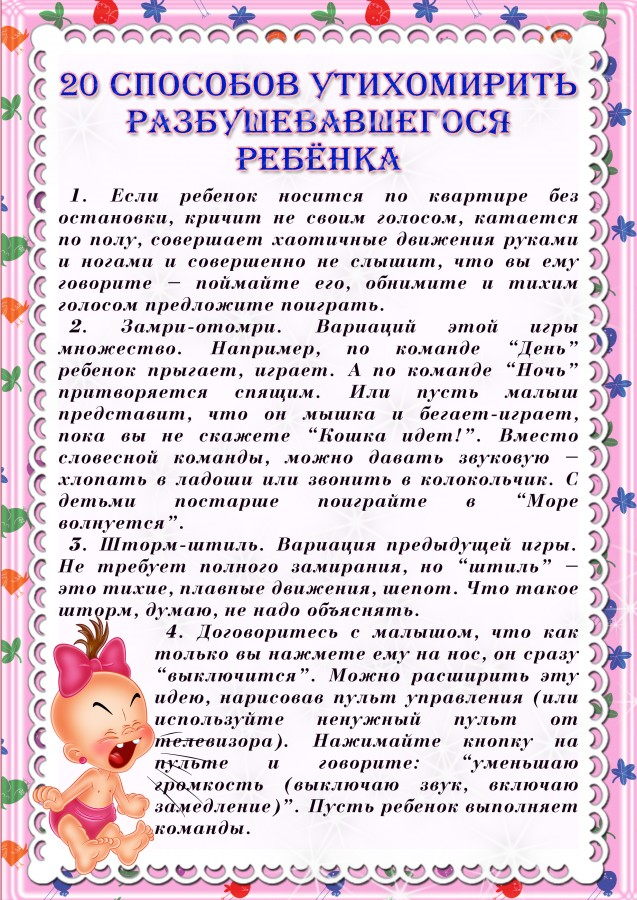 20 СПОСОБОВ УТИХОМИРИТЬ
РАЗБУШЕВАВШЕГОСЯ
РЕБЁНКА
1. Если ребенок носится по квартире без
остановки, кричит не своим голосом, катается
по полу, совершает хаотичные движения руками
и ногами и совершенно не слышит, что вы ему
говорите – поймайте его, обнимите и тихим
голосом предложите поиграть.
2. Замри-отомри. Вариаций этой игры
множество. Например, по команде “День”
ребенок прыгает, играет. А по команде “Ночь”
притворяется спящим. Или пусть малыш
представит, что он мышка и бегает-играет,
пока вы не скажете “Кошка идет!”. Вместо
словесной команды, можно давать звуковую –
хлопать в ладоши или звонить в колокольчик. С
детьми постарше поиграйте в “Море
волнуется”.
3. Шторм-штиль. Вариация предыдущей игры.
Не требует полного замирания, но “штиль” –
это тихие, плавные движения, шепот. Что такое
шторм, думаю, не надо объяснять.
4. Договоритесь с малышом, что как
только вы нажмете ему на нос, он сразу
“выключится”. Можно расширить эту
идею, нарисовав пульт управления (или
используйте ненужный пульт от
телевизора). Нажимайте кнопку на
пульте и говорите: “уменьшаю
громкость (выключаю звук, включаю
замедление)”. Пусть ребенок выполняет
команды.